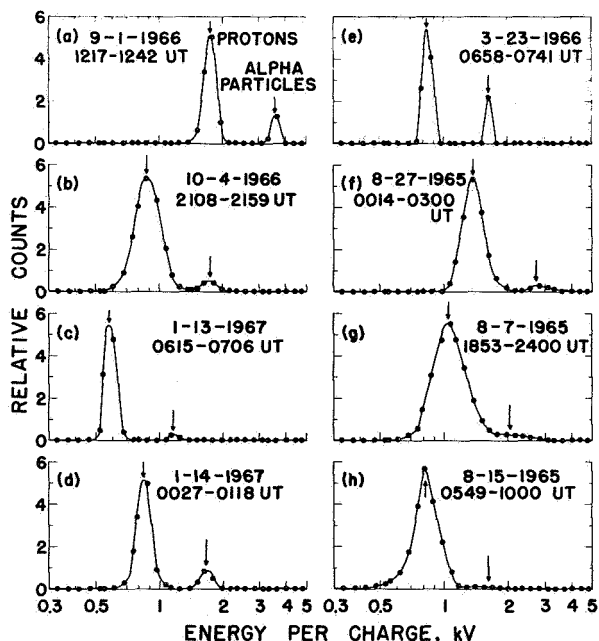 6
4
2
0
(a) 9-1-1966
1217-1242 UT
PROTONS
ALPHA
PARTICLES
6
4
2
0
(b) 10-4-1966
2108-2159 UT
6
4
2
0
(c) 1-13-1967
0615-0706 UT
6
4
2
0
(d) 1-14-1967
0027-0118 UT
0.3 0.5 1 2 3 4 5
(e) 3-23-1966
0658-0741 UT
(f) 8-27-1965
0014-0300
UT
(g) 8-7-1965
1853-2400 UT
(h) 8-15-1965
0549-1000 UT
0.3 0.5 1 2 3 4 5
RELATIVE COUNTS
ENERGY PER CHARGE, kV